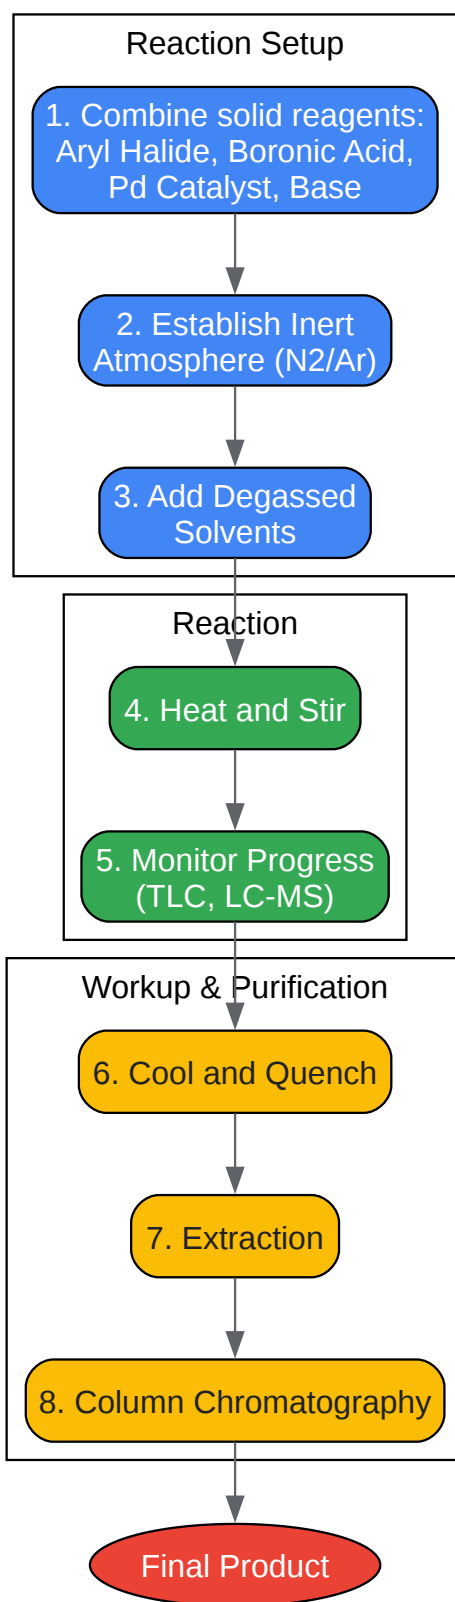 Reaction Setup
1. Combine solid reagents:
Aryl Halide, Boronic Acid,
Pd Catalyst, Base
2. Establish Inert
Atmosphere (N2/Ar)
3. Add Degassed
Solvents
Reaction
4. Heat and Stir
5. Monitor Progress
(TLC, LC-MS)
Workup & Purification
6. Cool and Quench
7. Extraction
8. Column Chromatography
Final Product